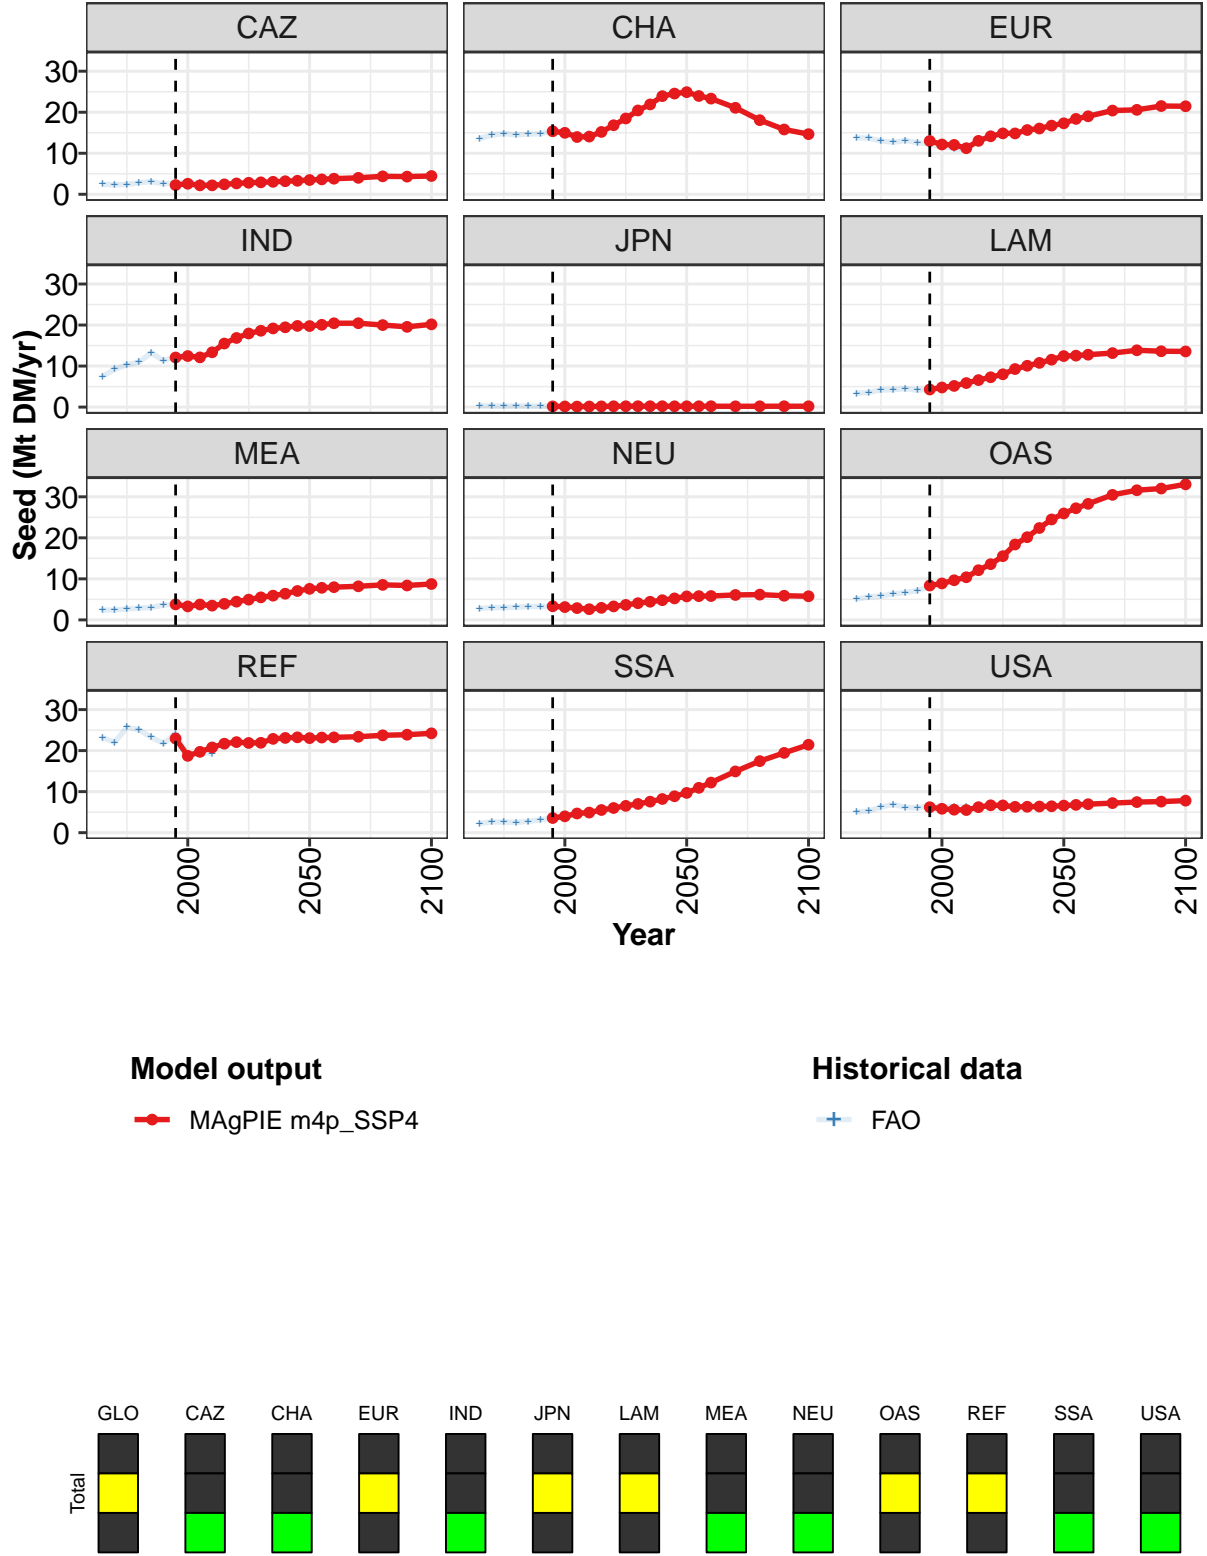 CAZ CHA EUR
30
20
10
0
IND JPN LAM
30
20
10
0
MEA NEU OAS
30
20
10
0
REF SSA USA
30
20
10
0
Seed (Mt DM/yr)
2000 2050 2100 2000 2050 2100 2000 2050 2100
Year
Model output Historical data
MAgPIE m4p_SSP4 FAO
GLO CAZ CHA EUR IND JPN LAM MEA NEU OAS REF SSA USA
Total